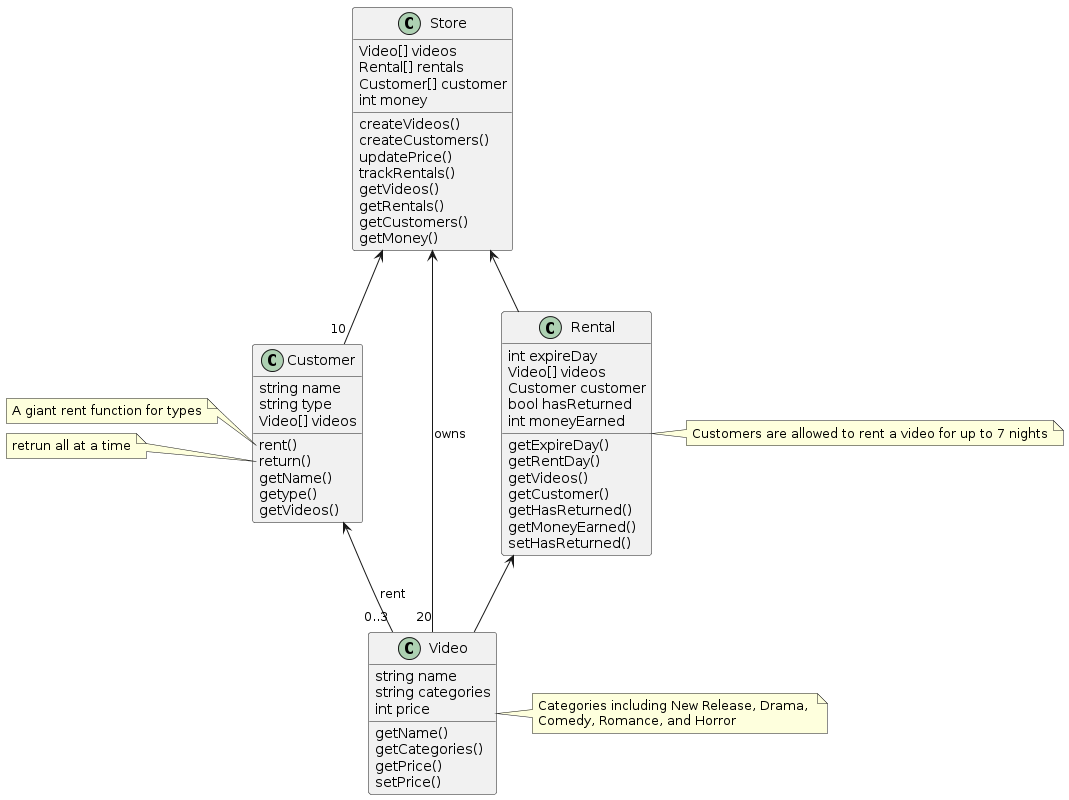 C Store
Video[] videos
Rental[] rentals
Customer[] customer
int money
createVideos()
createCustomers()
updatePrice()
trackRentals()
getVideos()
getRentals()
getCustomers()
getMoney()
10
C Customer
string name
string type
Video[] videos
rent()
return()
getName()
getype()
getVideos()
A giant rent function for types
retrun all at a time
owns
C Rental
int expireDay
Video[] videos
Customer customer
bool hasReturned
int moneyEarned
getExpireDay()
getRentDay()
getVideos()
getCustomer()
getHasReturned()
getMoneyEarned()
setHasReturned()
Customers are allowed to rent a video for up to 7 nights
rent
0..3
20
C Video
string name
string categories
int price
getName()
getCategories()
getPrice()
setPrice()
Categories including New Release, Drama,
Comedy, Romance, and Horror